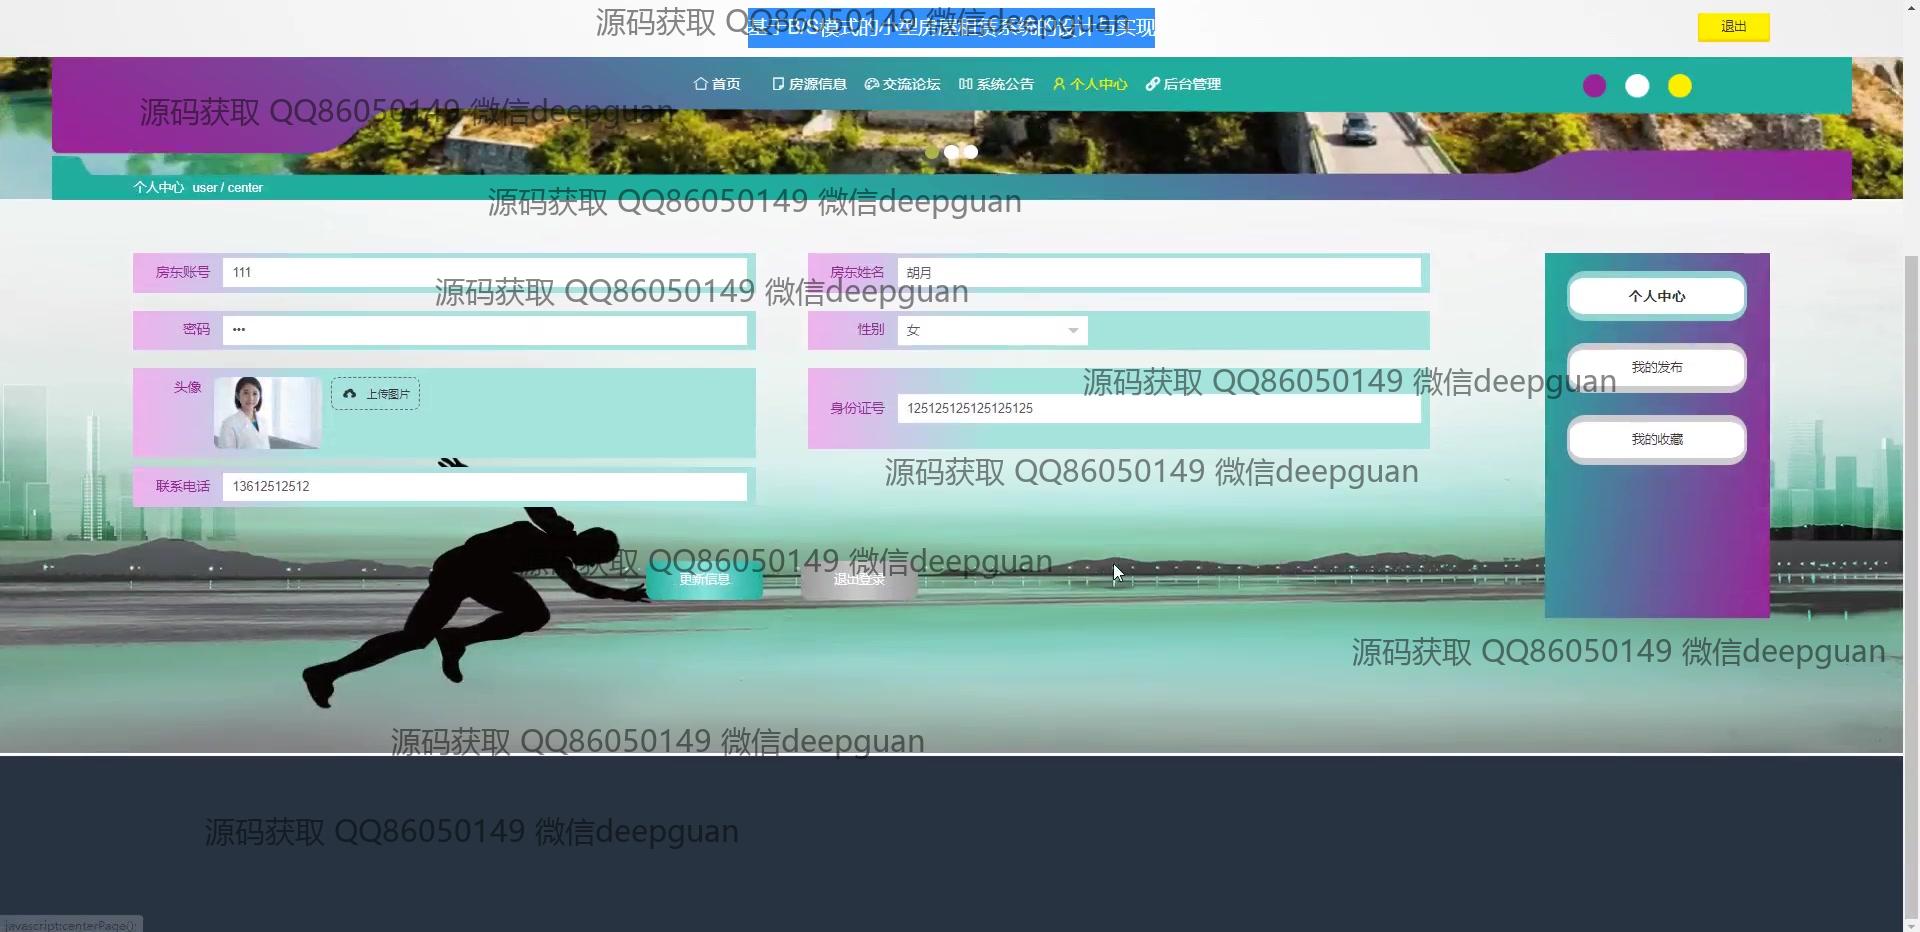 源码获取 QQ86050149 微信deepguan
基于B/S模式的小型房屋租赁系统的设计与实现
退出
首页 房源信息 交流论坛 系统公告 个人中心 后台管理
源码获取 QQ86050149 微信deepguan
个人中心 user / center
源码获取 QQ86050149 微信deepguan
房东账号 111
房东姓名 胡月
个人中心
源码获取 QQ86050149 微信deepguan
密码 •••
性别 女
我的发布
源码获取 QQ86050149 微信deepguan
头像 上传图片
身份证号 125125125125125125
我的收藏
源码获取 QQ86050149 微信deepguan
联系电话 13612512512
源码获取 QQ86050149 微信deepguan
更新信息 退出登录
源码获取 QQ86050149 微信deepguan
源码获取 QQ86050149 微信deepguan
源码获取 QQ86050149 微信deepguan
javascript:centerPage();